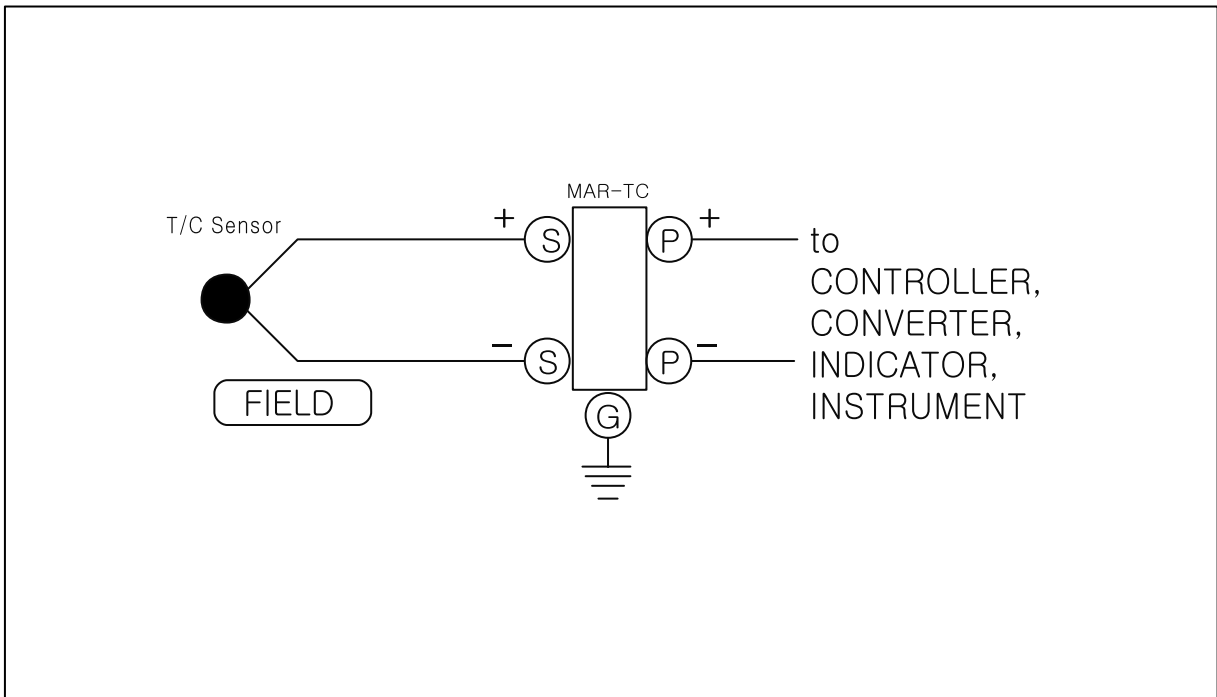 MAR-TC
T/C Sensor
+
S
P
+
to
CONTROLLER,
CONVERTER,
INDICATOR,
INSTRUMENT
−
S
P
−
FIELD
G